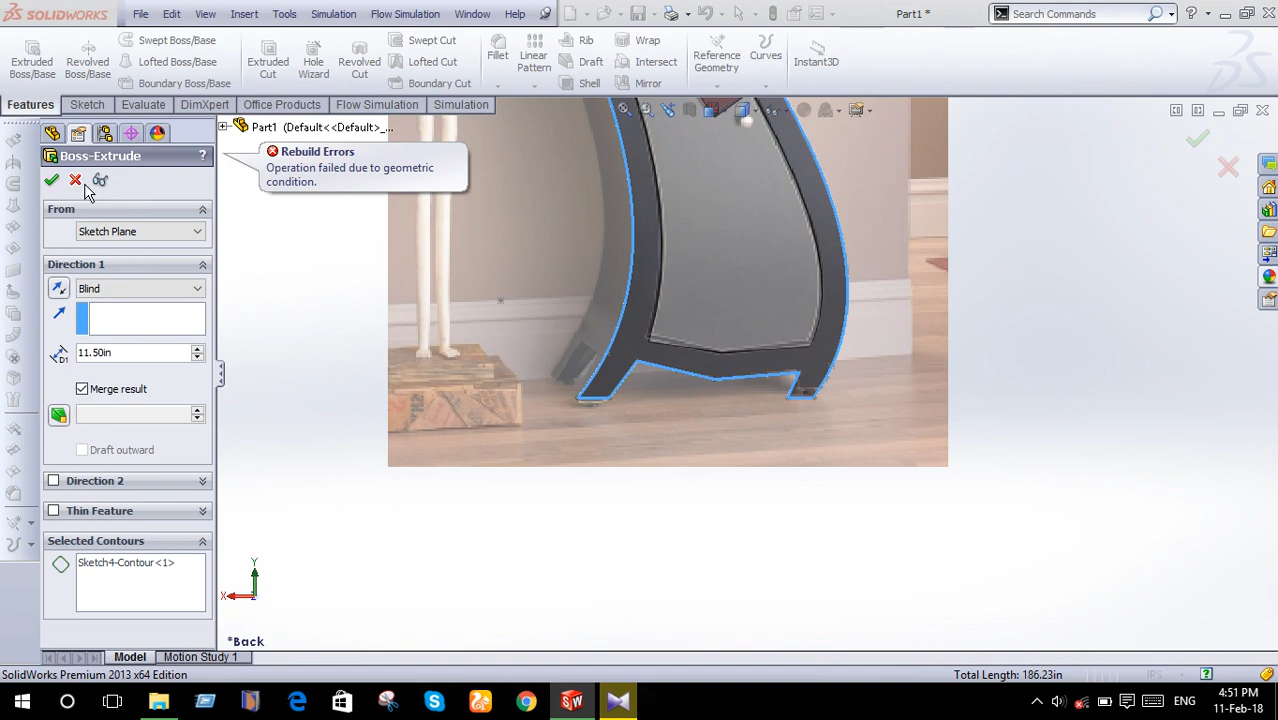 SOLIDWORKS File Edit View Insert Tools Simulation Flow Simulation Window Help Part1 * Search Commands
Extruded Boss/Base Revolved Boss/Base Swept Boss/Base Lofted Boss/Base Boundary Boss/Base Extruded Cut Hole Wizard Revolved Cut Swept Cut Lofted Cut Boundary Cut Fillet Linear Pattern Rib Draft Shell Wrap Intersect Mirror Reference Geometry Curves Instant3D
Features Sketch Evaluate DimXpert Office Products Flow Simulation Simulation
Part1 (Default<<Default>_...
Boss-Extrude ?
Rebuild Errors
Operation failed due to geometric
condition.
From
Sketch Plane
Direction 1
Blind
D1 11.50in
Merge result
Draft outward
Direction 2
Thin Feature
Selected Contours
Sketch4-Contour<1>
Y
X
*Back
Model Motion Study 1
SolidWorks Premium 2013 x64 Edition Total Length: 186.23in IPS
ENG 4:51 PM
11-Feb-18